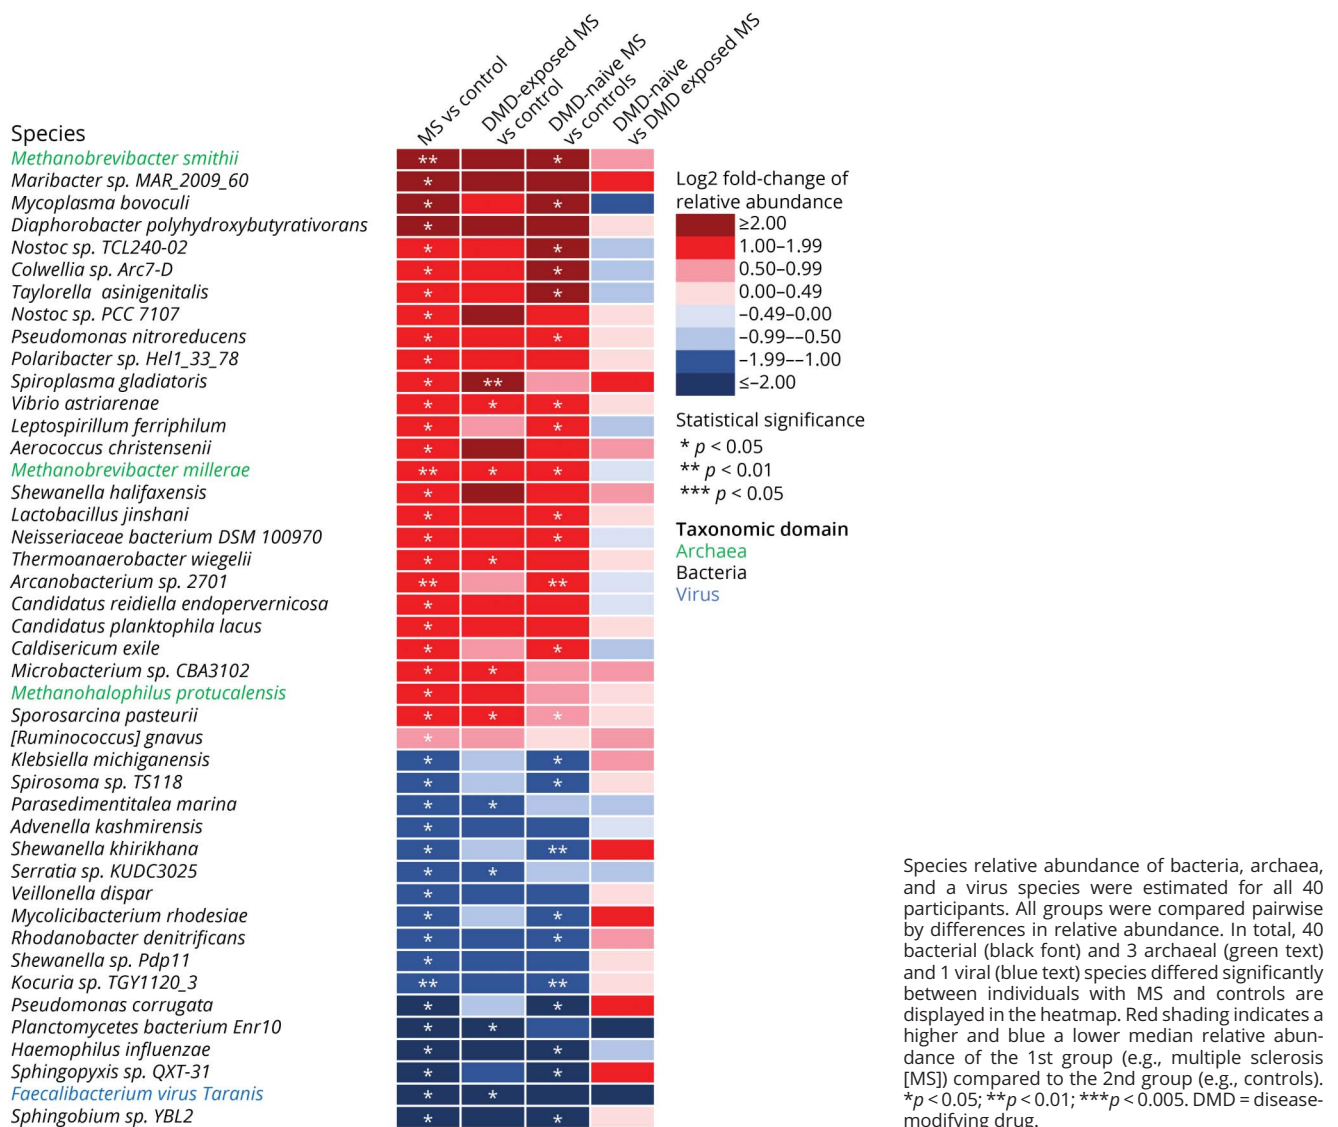 MS vs control
DMD-exposed MS
vs control
DMD-naive MS
vs controls
DMD-naive
vs DMD exposed MS
Species
Methanobrevibacter smithii ** *
Maribacter sp. MAR_2009_60 *
Mycoplasma bovoculi * *
Diaphorobacter polyhydroxybutyrativorans *
Nostoc sp. TCL240-02 * *
Colwellia sp. Arc7-D * *
Taylorella asinigenitalis * *
Nostoc sp. PCC 7107 *
Pseudomonas nitroreducens * *
Polaribacter sp. Hel1_33_78 *
Spiroplasma gladiatoris * **
Vibrio astriarenae * * *
Leptospirillum ferriphilum * *
Aerococcus christensenii *
Methanobrevibacter millerae ** * *
Shewanella halifaxensis *
Lactobacillus jinshani * *
Neisseriaceae bacterium DSM 100970 * *
Thermoanaerobacter wiegelii * *
Arcanobacterium sp. 2701 ** **
Candidatus reidiella endopervernicosa *
Candidatus planktophila lacus *
Caldisericum exile * *
Microbacterium sp. CBA3102 * *
Methanohalophilus protucalensis *
Sporosarcina pasteurii * * *
[Ruminococcus] gnavus *
Klebsiella michiganensis * *
Spirosoma sp. TS118 * *
Parasedimentitalea marina * *
Advenella kashmirensis *
Shewanella khirikhana * **
Serratia sp. KUDC3025 * *
Veillonella dispar *
Mycolicibacterium rhodesiae * *
Rhodanobacter denitrificans * *
Shewanella sp. Pdp11 *
Kocuria sp. TGY1120_3 ** **
Pseudomonas corrugata * *
Planctomycetes bacterium Enr10 * *
Haemophilus influenzae * *
Sphingopyxis sp. QXT-31 * *
Faecalibacterium virus Taranis * *
Sphingobium sp. YBL2 * *
Log2 fold-change of
relative abundance
≥2.00
1.00–1.99
0.50–0.99
0.00–0.49
–0.49–0.00
–0.99––0.50
–1.99––1.00
≤–2.00
Statistical significance
* p < 0.05
** p < 0.01
*** p < 0.05
Taxonomic domain
Archaea
Bacteria
Virus
Species relative abundance of bacteria, archaea,
and a virus species were estimated for all 40
participants. All groups were compared pairwise
by differences in relative abundance. In total, 40
bacterial (black font) and 3 archaeal (green text)
and 1 viral (blue text) species differed significantly
between individuals with MS and controls are
displayed in the heatmap. Red shading indicates a
higher and blue a lower median relative abun-
dance of the 1st group (e.g., multiple sclerosis
[MS]) compared to the 2nd group (e.g., controls).
*p < 0.05; **p < 0.01; ***p < 0.005. DMD = disease-
modifying drug.